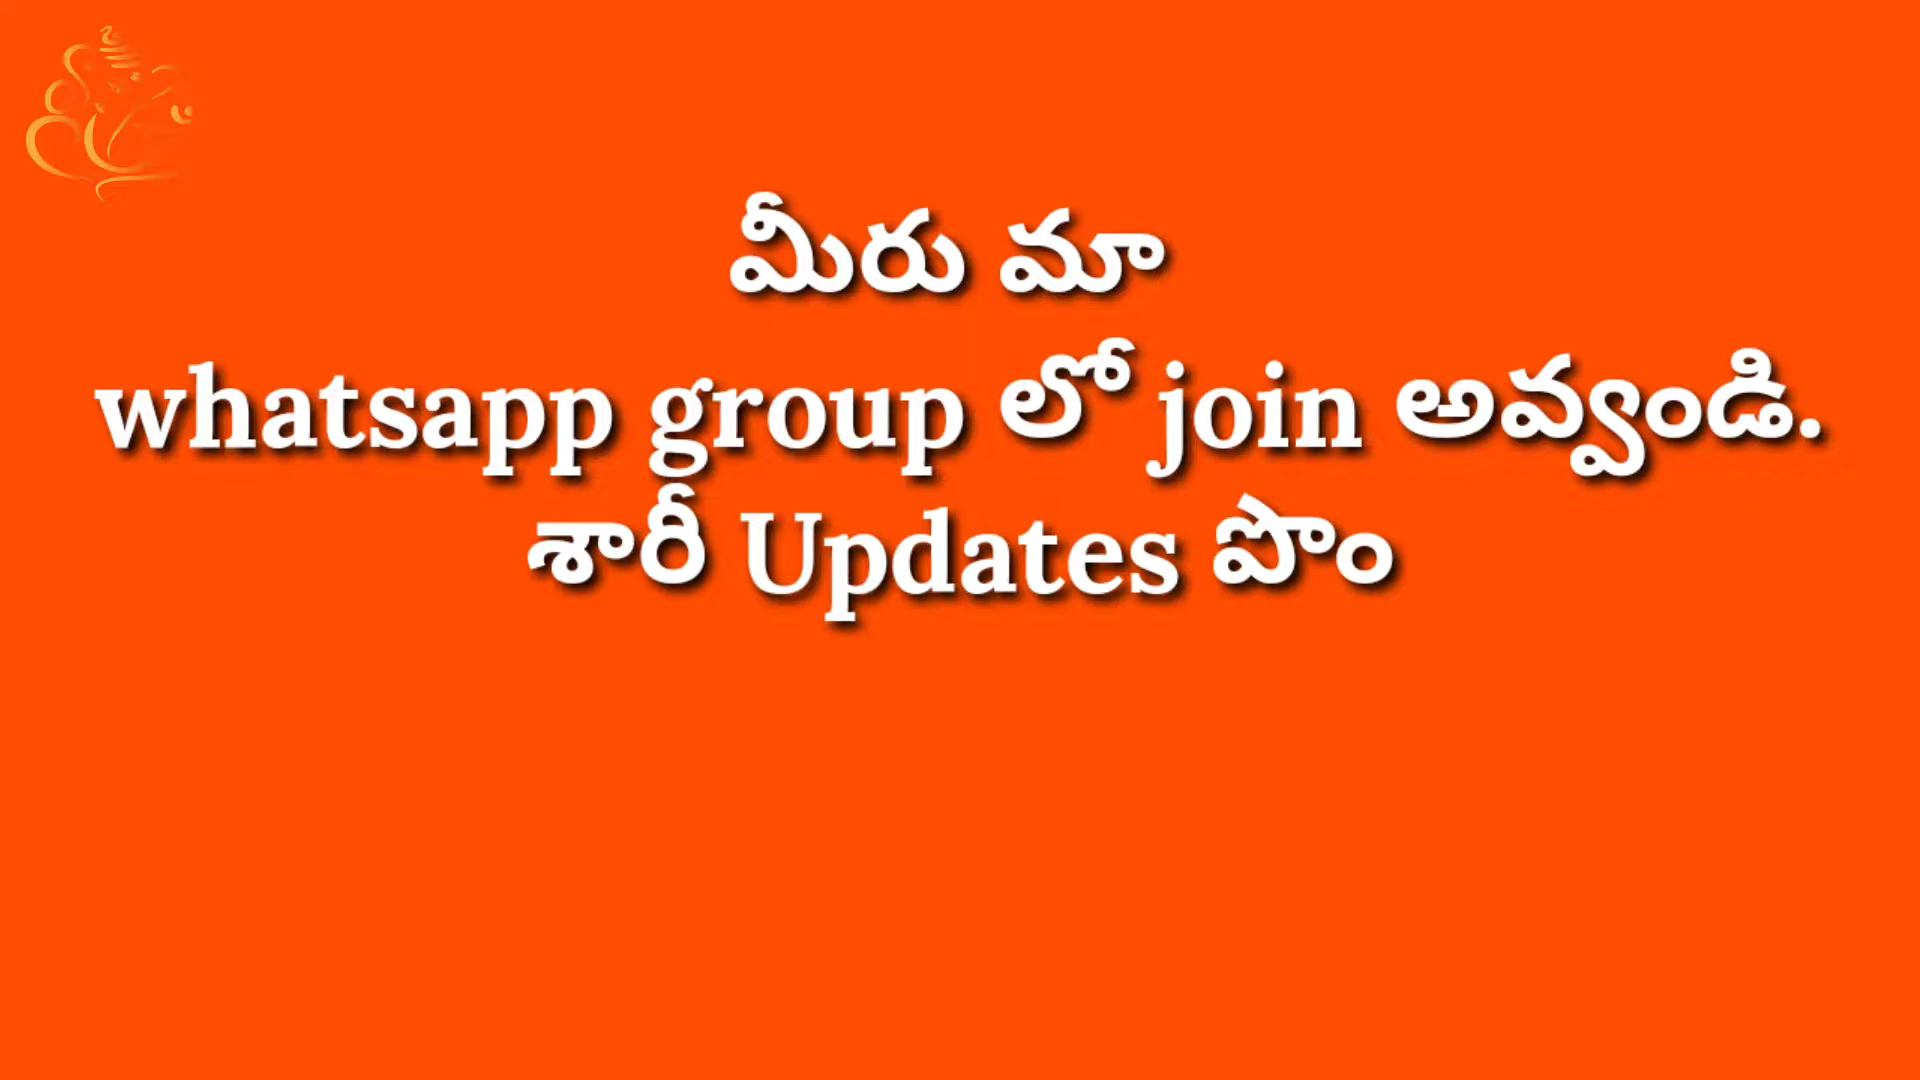 మీరు మా
whatsapp group లో join అవ్వండి.
శారీ Updates పొం